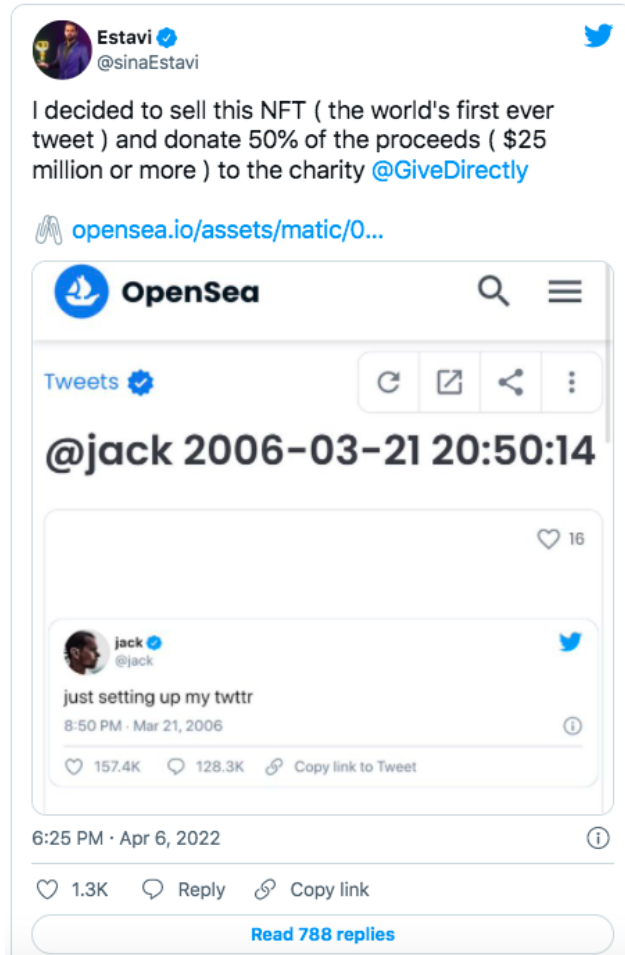 Estavi
@sinaEstavi
I decided to sell this NFT ( the world's first ever
tweet ) and donate 50% of the proceeds ( $25
million or more ) to the charity @GiveDirectly
🖇️ opensea.io/assets/matic/0...
OpenSea
Tweets
@jack 2006-03-21 20:50:14
16
jack
@jack
just setting up my twttr
8:50 PM · Mar 21, 2006
157.4K 128.3K Copy link to Tweet
6:25 PM · Apr 6, 2022
1.3K Reply Copy link
Read 788 replies